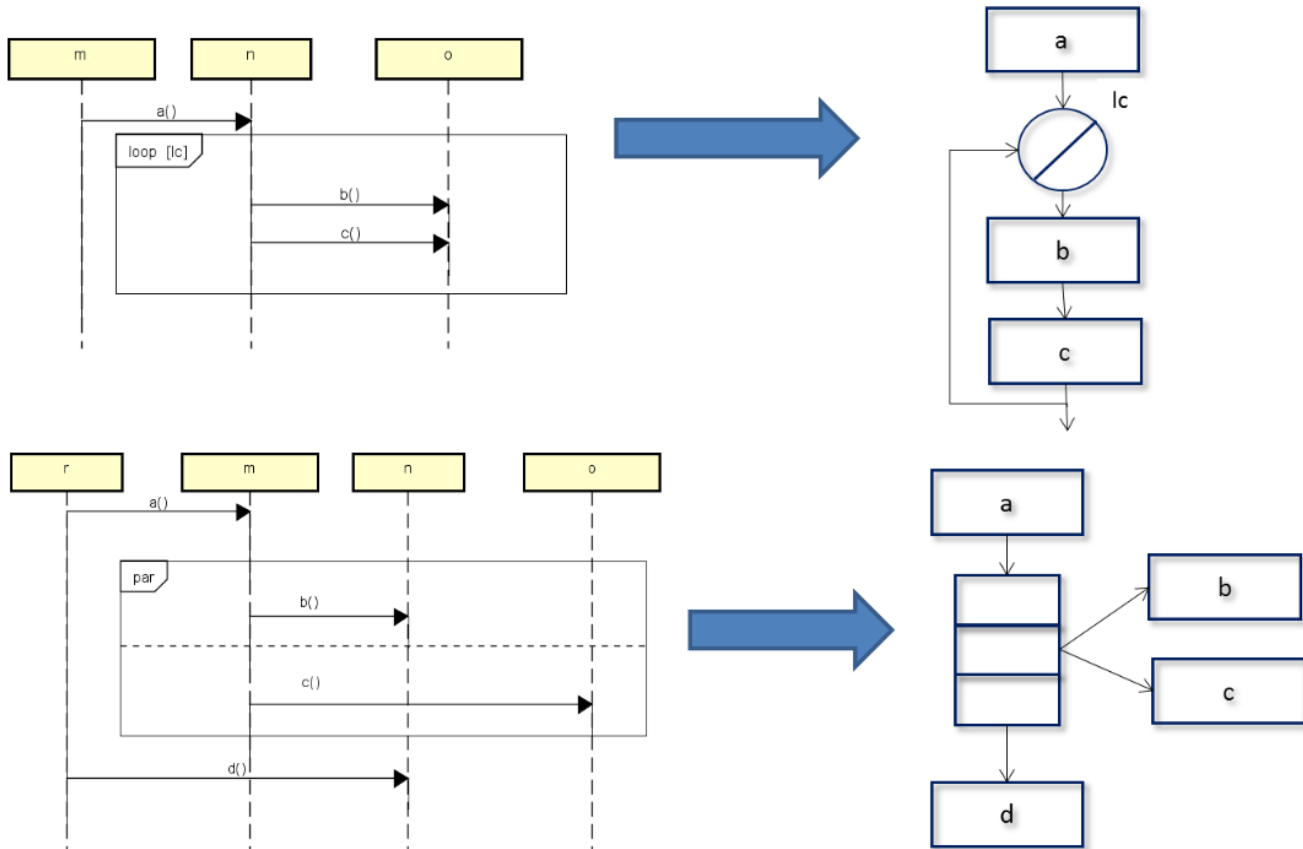 m n o
a()
loop [lc]
b()
c()
a
lc
b
c
r m n o
a()
par
b()
c()
d()
a
b
c
d